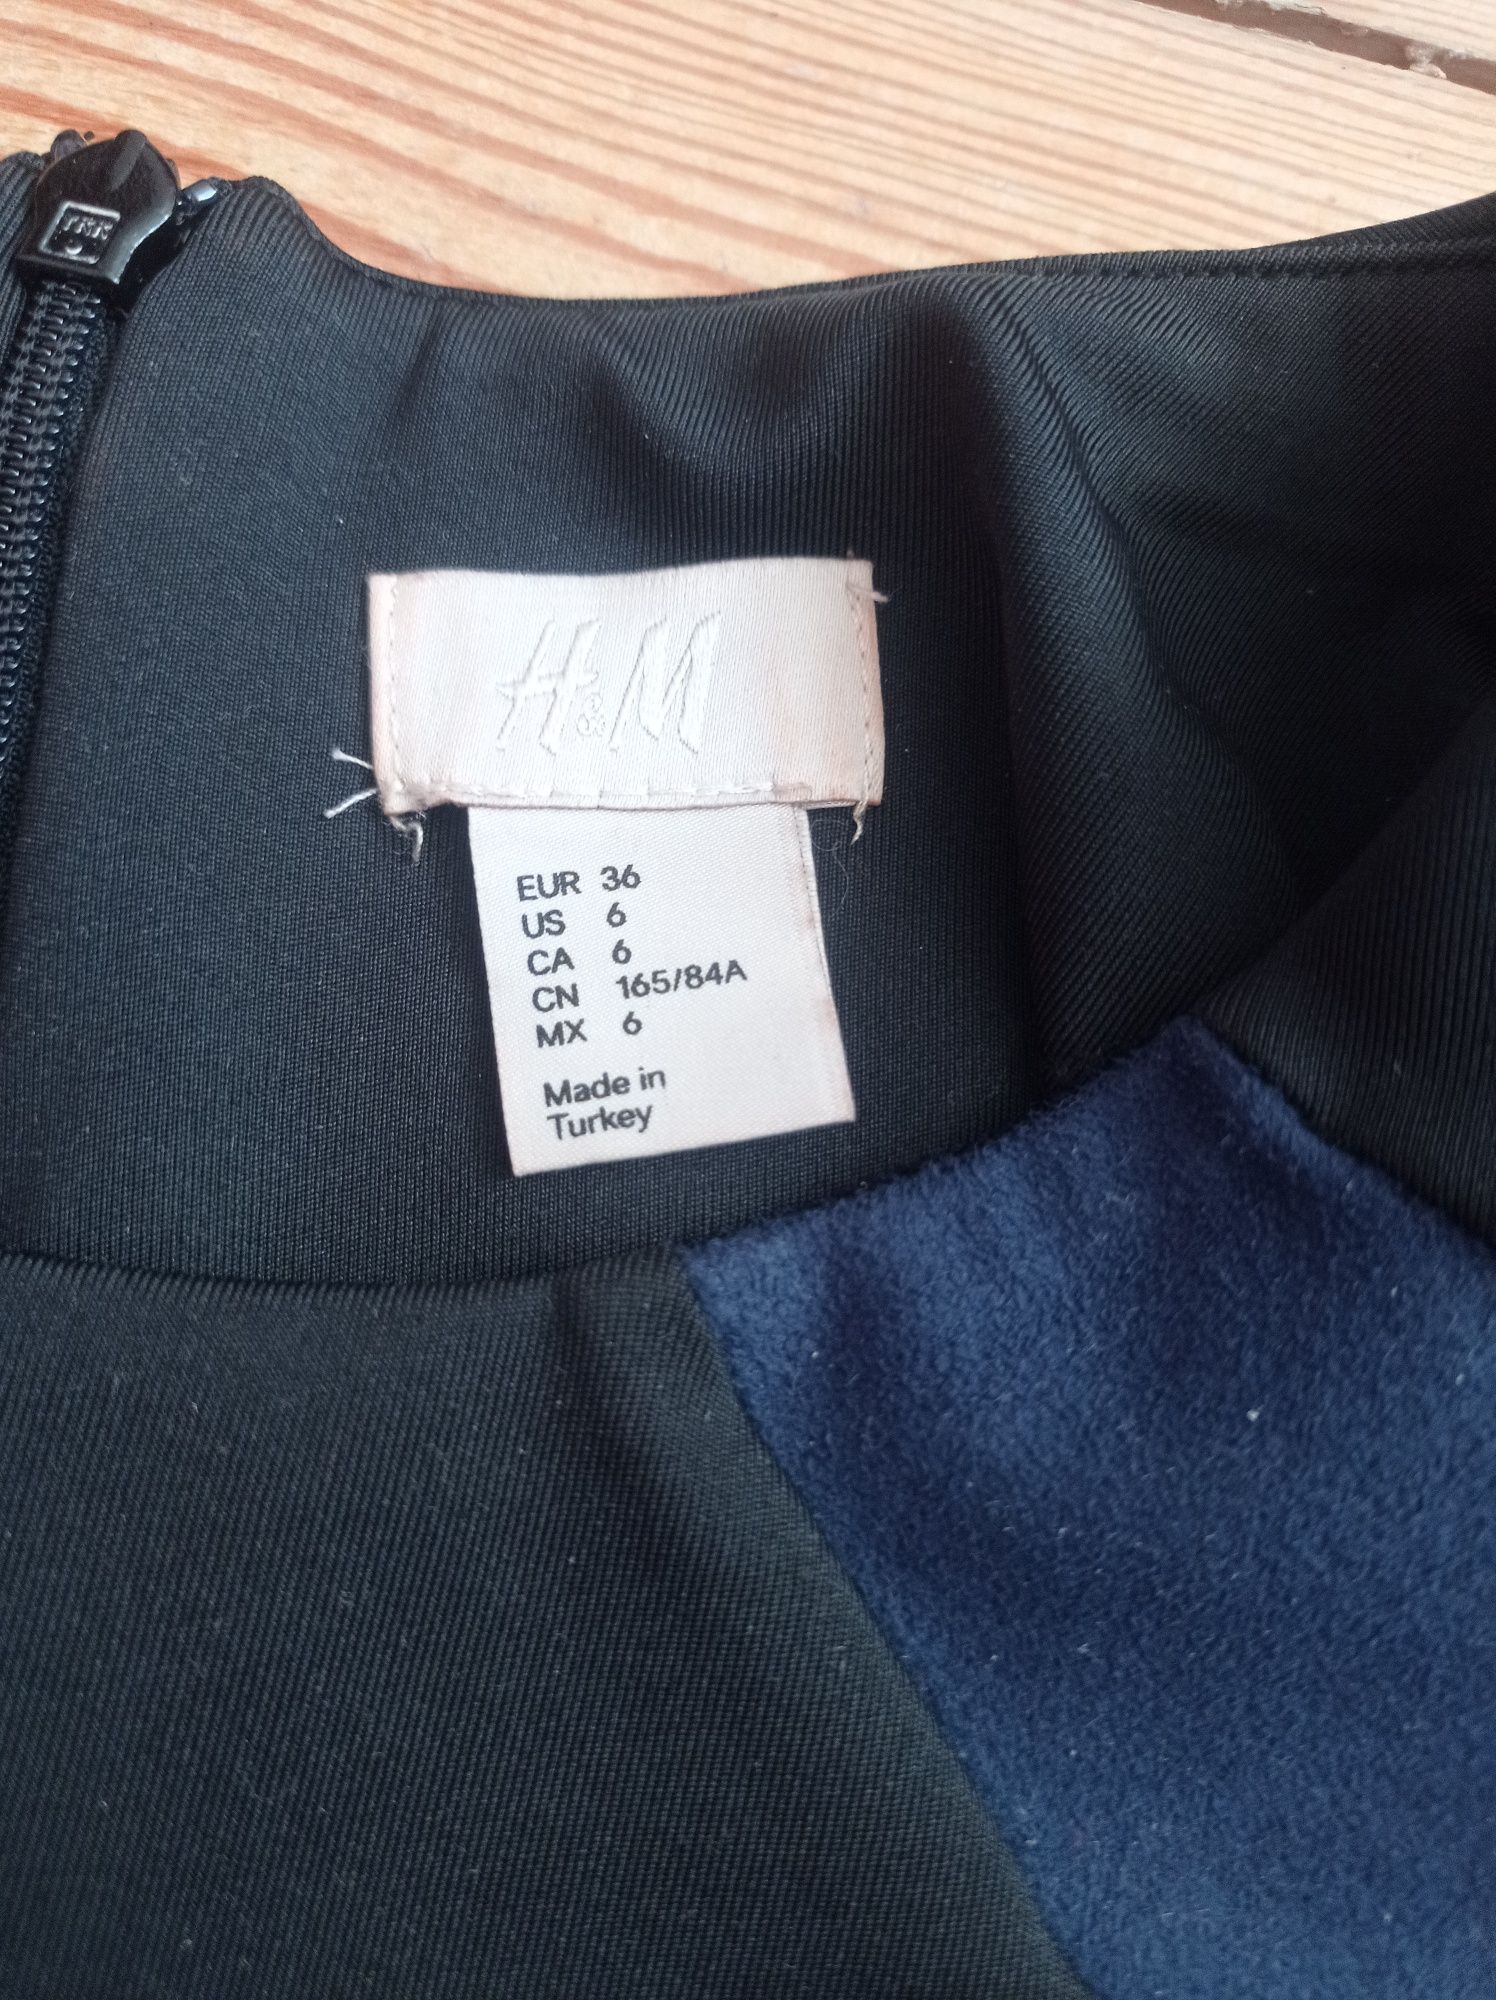 H&M
EUR 36
US 6
CA 6
CN 165/84A
MX 6
Made in
Turkey